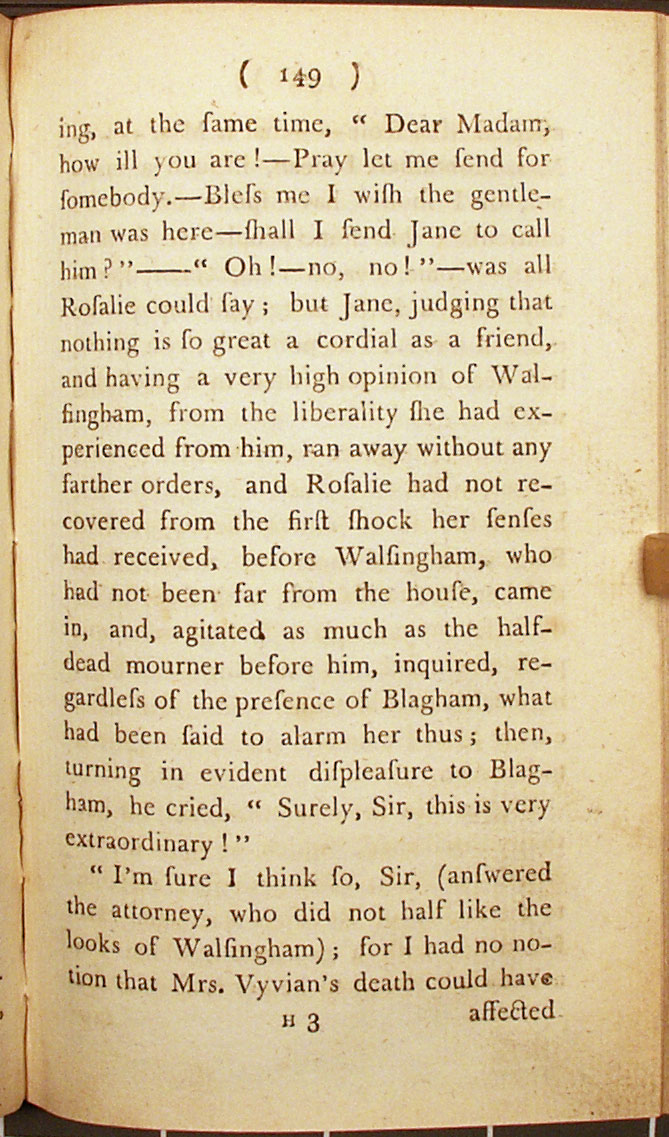 ( 149 )
ing, at the ſame time, “ Dear Madam,
how ill you are !—Pray let me ſend for
ſomebody.—Bleſs me I wiſh the gentle-
man was here—ſhall I ſend Jane to call
him ? ”——“ Oh !—no, no ! ”—was all
Roſalie could ſay ; but Jane, judging that
nothing is ſo great a cordial as a friend,
and having a very high opinion of Wal-
ſingham, from the liberality ſhe had ex-
perienced from him, ran away without any
farther orders, and Roſalie had not re-
covered from the firſt ſhock her ſenſes
had received, before Walſingham, who
had not been far from the houſe, came
in, and, agitated as much as the half-
dead mourner before him, inquired, re-
gardleſs of the preſence of Blagham, what
had been ſaid to alarm her thus ; then,
turning in evident diſpleaſure to Blag-
ham, he cried, “ Surely, Sir, this is very
extraordinary ! ”
“ I’m ſure I think ſo, Sir, (anſwered
the attorney, who did not half like the
looks of Walſingham) ; for I had no no-
tion that Mrs. Vyvian’s death could have
H 3 affected